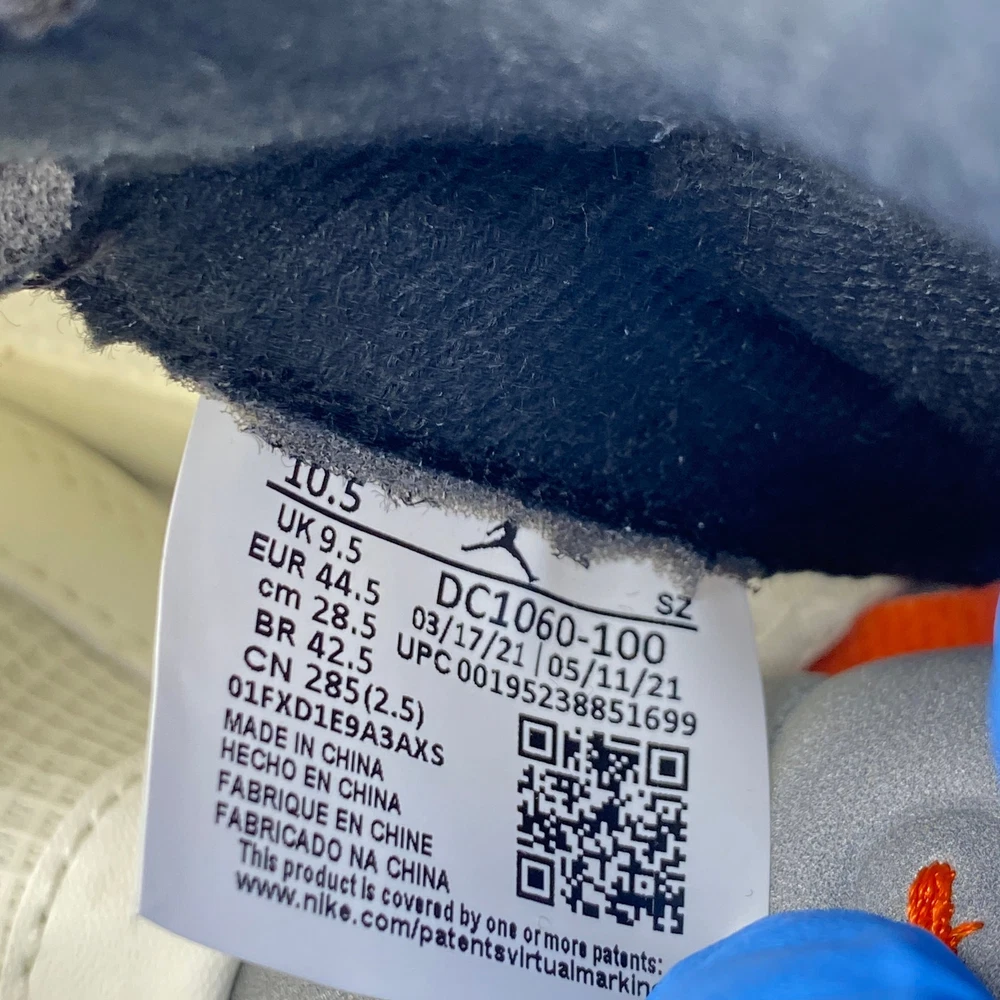 10.5
UK 9.5
EUR 44.5
cm 28.5
BR 42.5
CN 285(2.5)
01FXD1E9A3AXS
MADE IN CHINA
HECHO EN CHINA
FABRIQUE EN CHINE
FABRICADO NA CHINA
SZ
DC1060-100
03/17/21 | 05/11/21
UPC 00195238851699
This product is covered by one or more patents:
www.nike.com/patentsvirtualmarkin